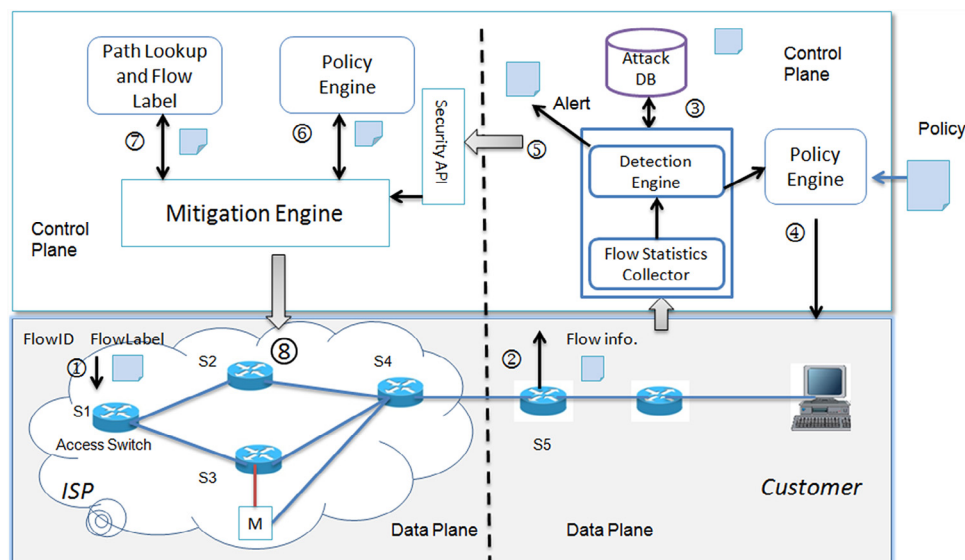 Path Lookup
and Flow
Label
Policy
Engine
⑦
⑥
Security API
Mitigation Engine
Control
Plane
Attack
DB
③
Control
Plane
Alert
⑤
Detection
Engine
Flow Statistics
Collector
Policy
Engine
Policy
④
FlowID FlowLabel
①
S1
Access Switch
S2
⑧
S4
S3
M
ISP
Data Plane
②
Flow info.
S5
Customer
Data Plane